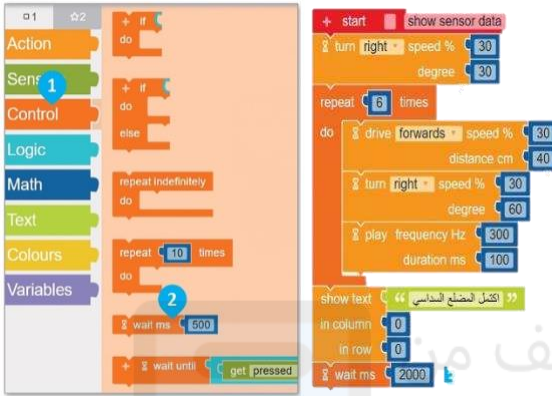 1 ☆2
Action
Sens
1
Control
Logic
Math
Text
Colours
Variables
+ if
do
+ if
do
else
repeat indefinitely
do
repeat 10 times
do
2
wait ms 500
+ wait until get pressed
+ start show sensor data
turn right speed % 30
degree 30
repeat 6 times
do drive forwards speed % 30
distance cm 40
turn right speed % 30
degree 60
play frequency Hz 300
duration ms 100
show text “ اكتمل المضلع السداسي ”
in column 0
in row 0
wait ms 2000